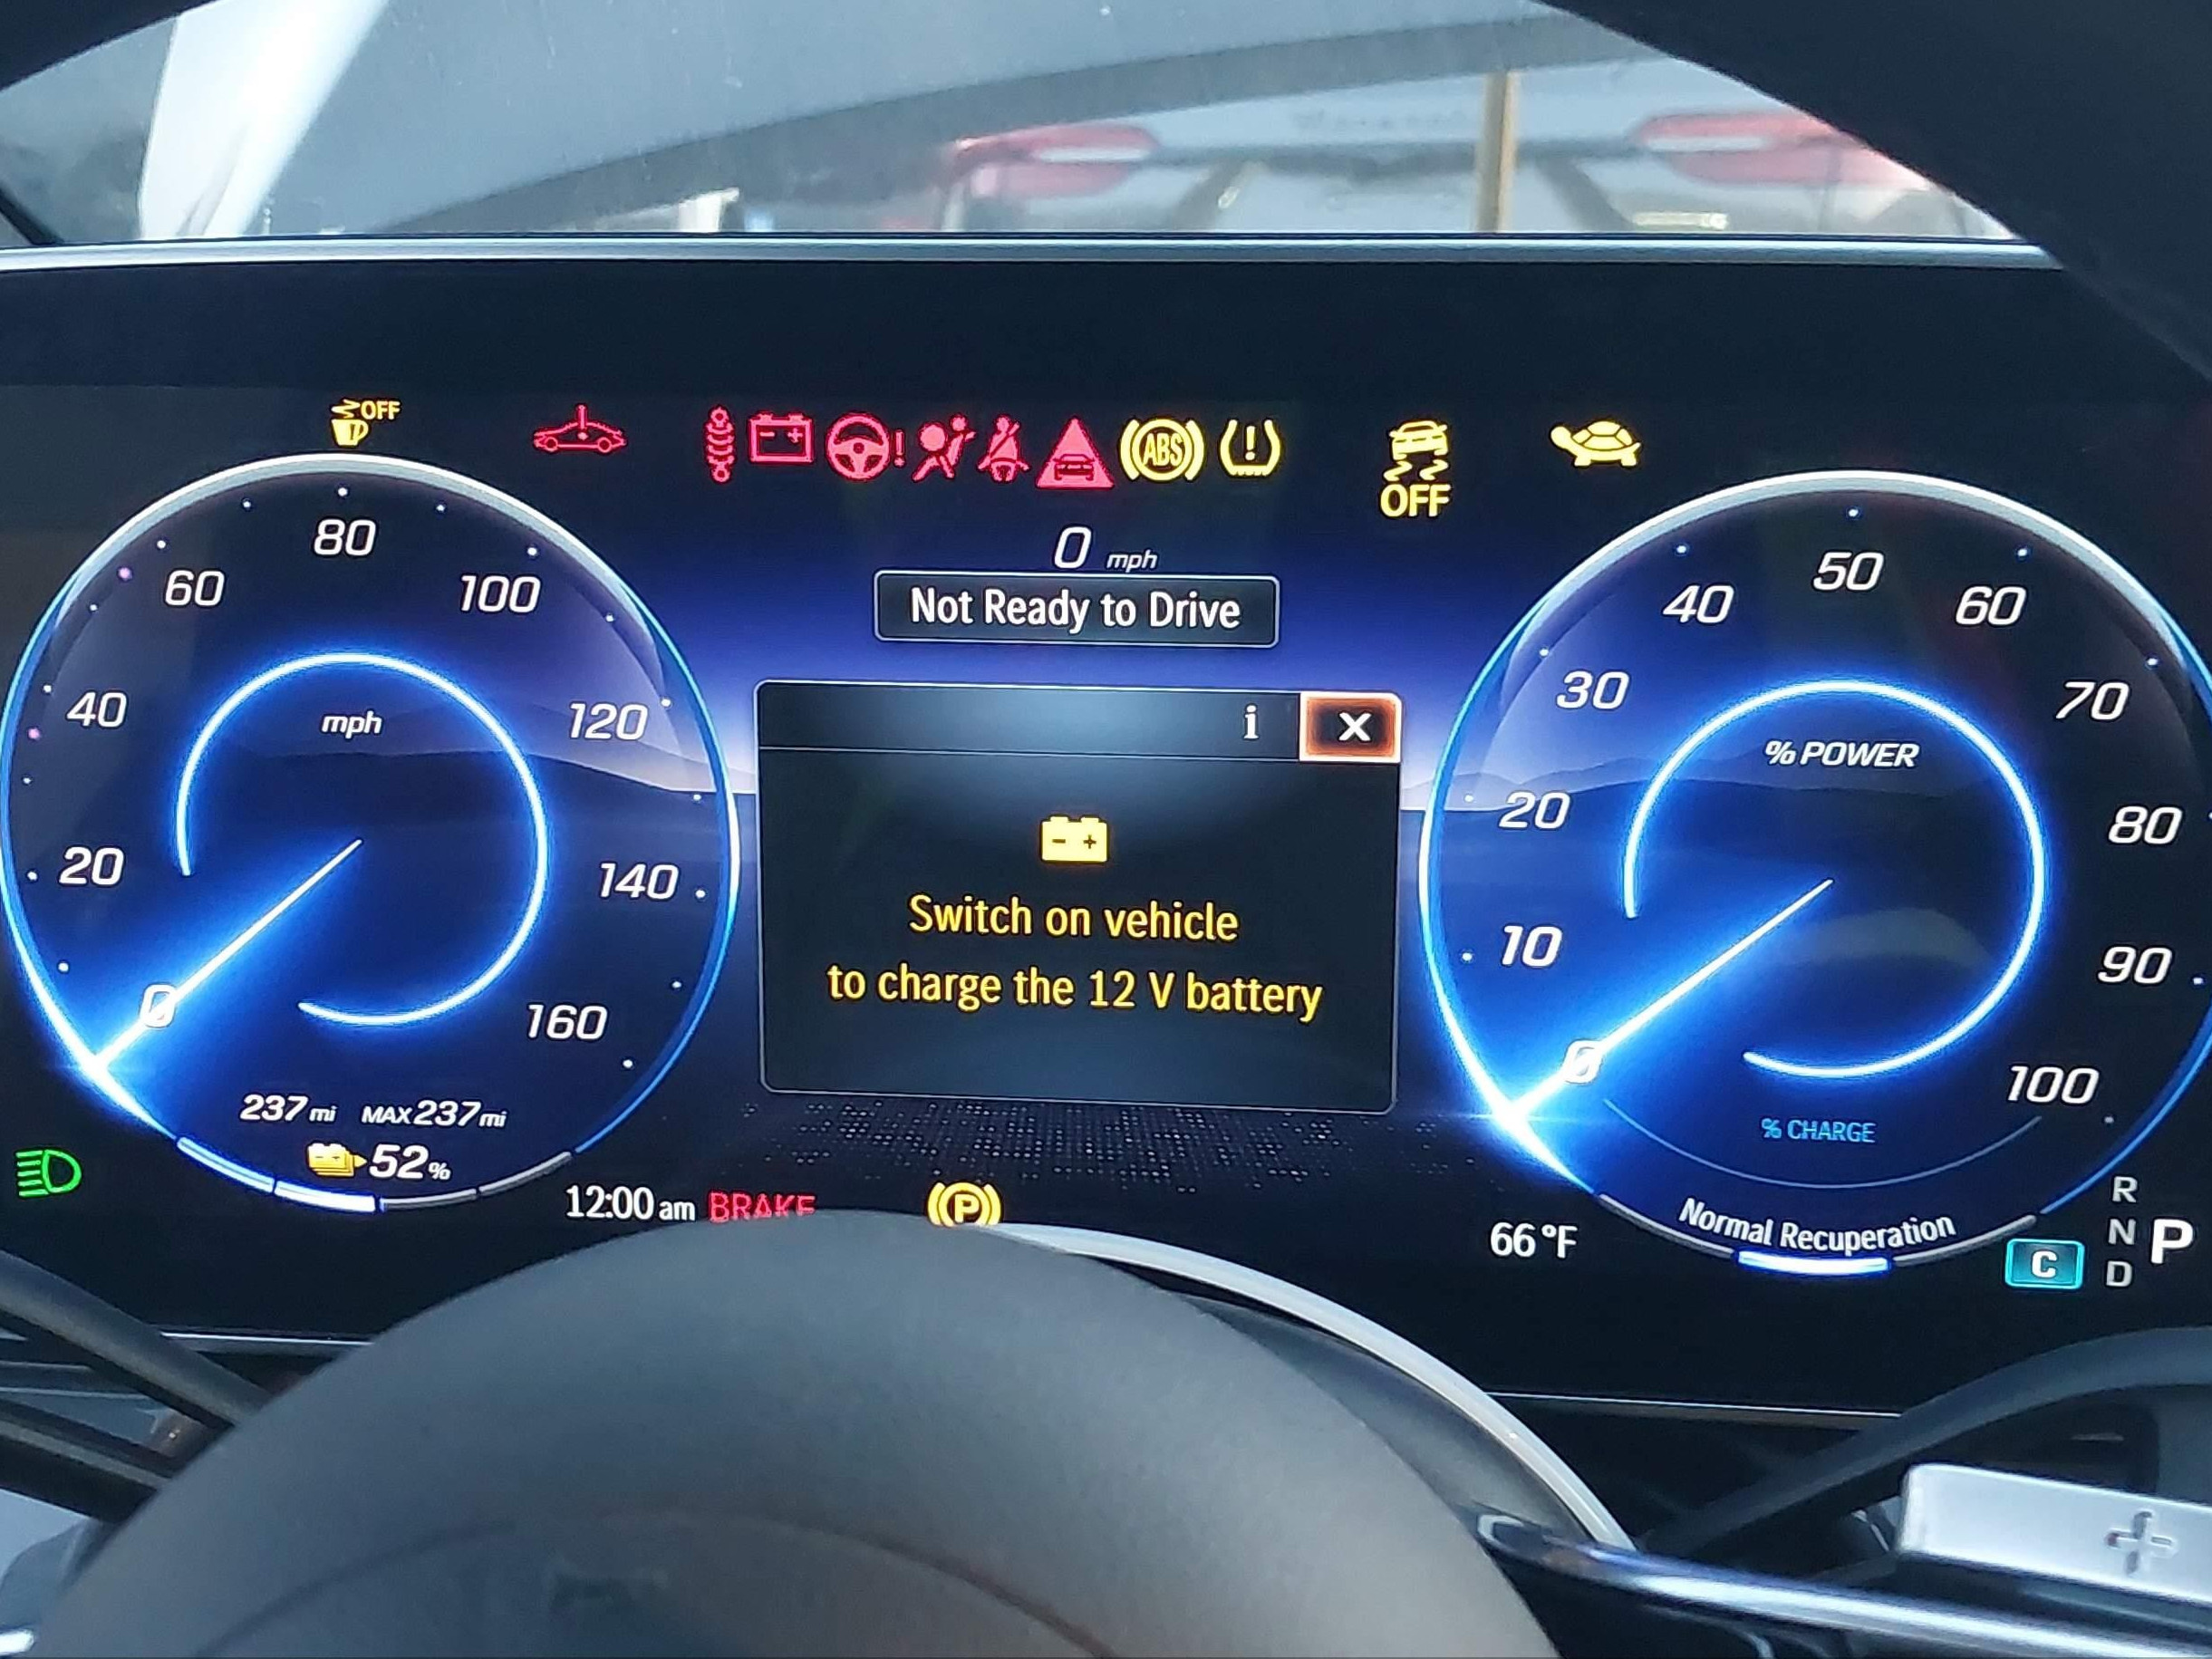 OFF
ABS
!
!
OFF
0 mph
Not Ready to Drive
i X
Switch on vehicle
to charge the 12 V battery
0
20
40
60
80
100
120
140
160
mph
237 mi MAX 237 mi
52%
12:00 am BRAKE
P
0
10
20
30
40
50
60
70
80
90
100
% POWER
% CHARGE
Normal Recuperation
66°F
C
R
N
D
P